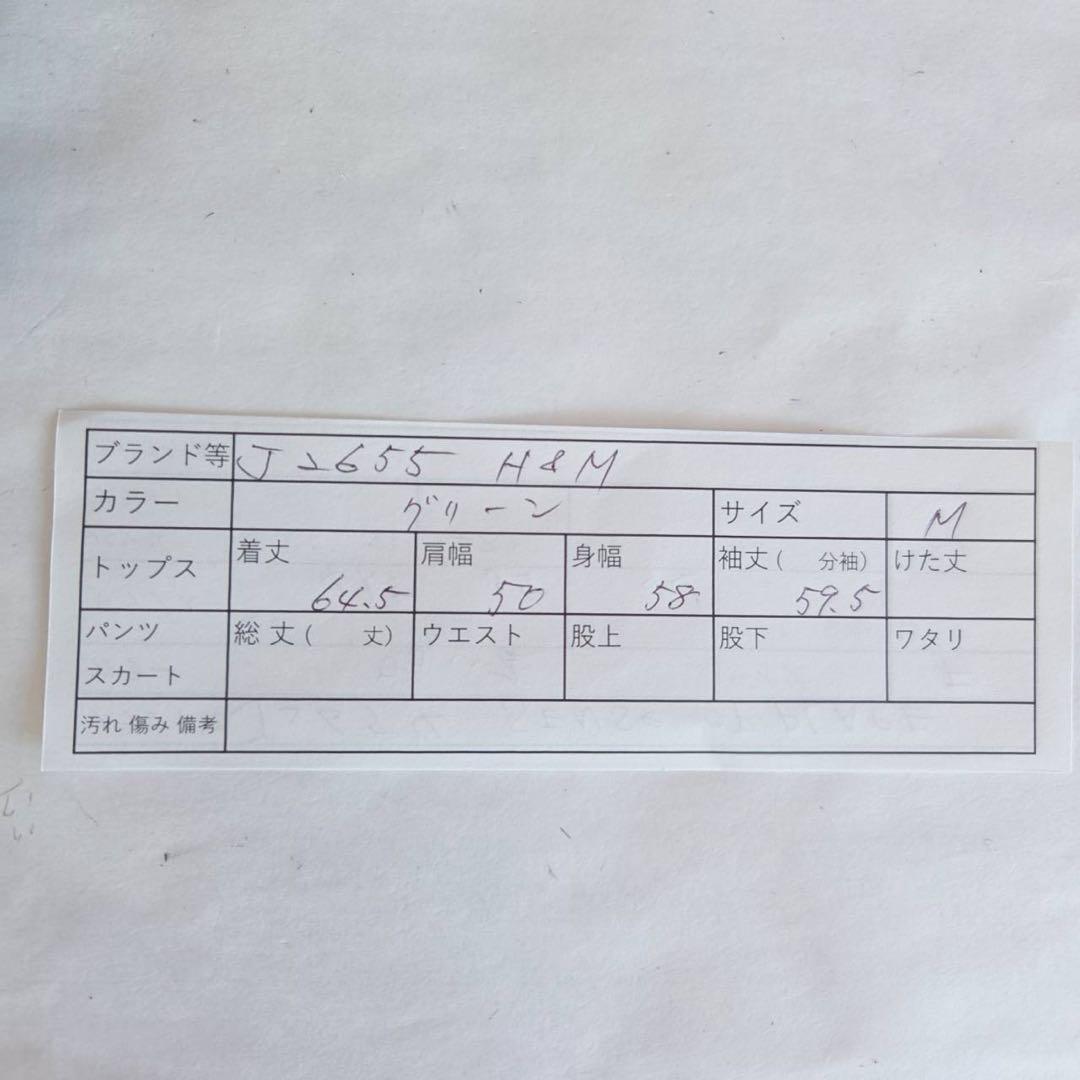 ブランド等 J2655 H&M
カラー グリーン サイズ M
トップス 着丈 64.5 肩幅 50 身幅 58 袖丈( 分袖) 59.5 けた丈
パンツ スカート 総丈( 丈) ウエスト 股上 股下 ワタリ
汚れ 傷み 備考